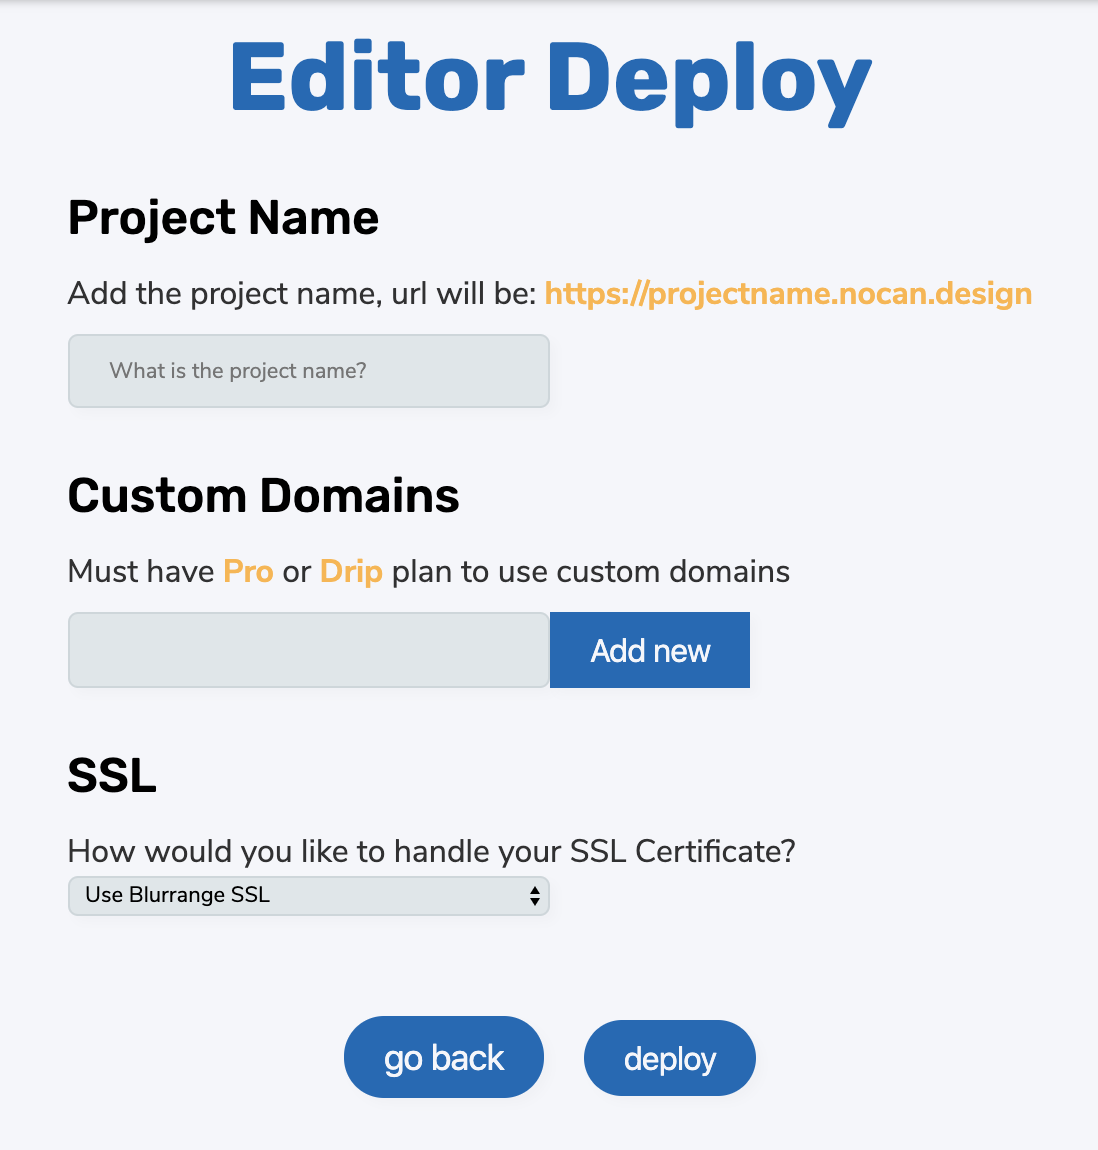 Editor Deploy
Project Name
Add the project name, url will be: https://projectname.nocan.design
What is the project name?
Custom Domains
Must have Pro or Drip plan to use custom domains
Add new
SSL
How would you like to handle your SSL Certificate?
Use Blurrange SSL
go back
deploy